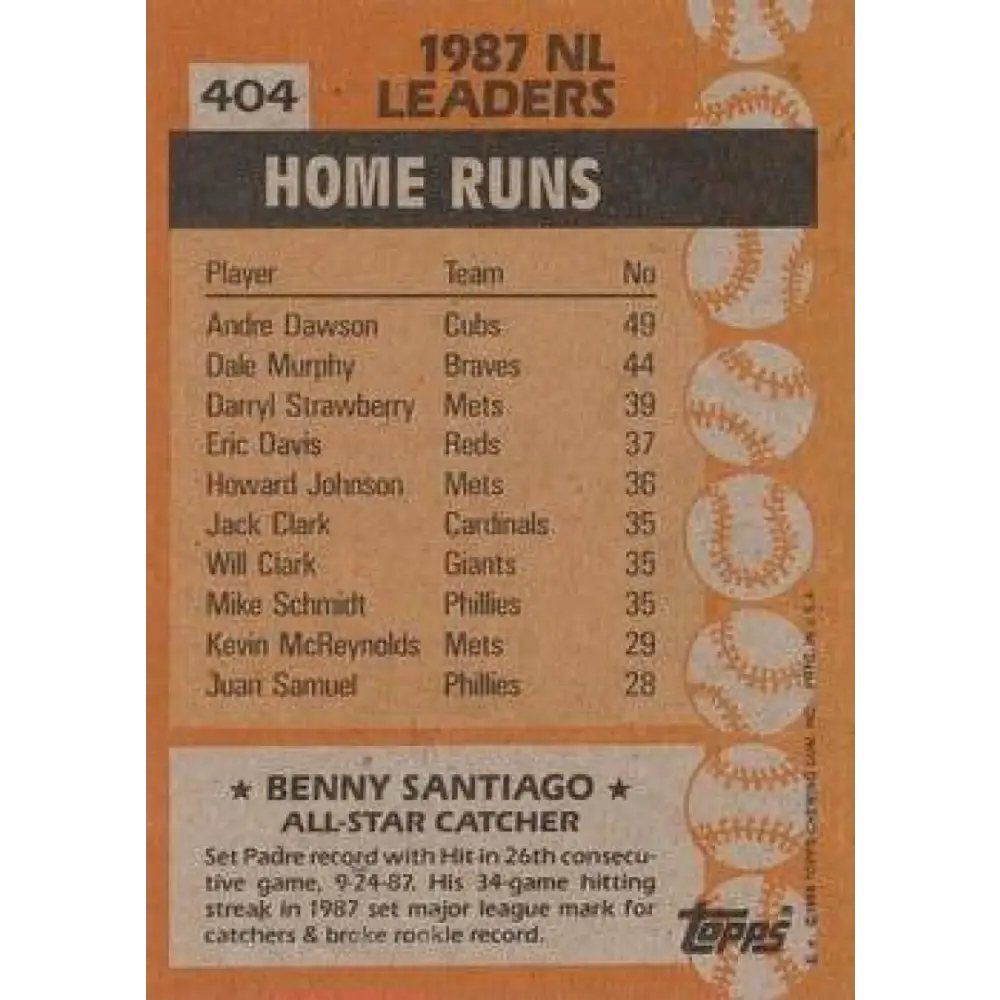 404
1987 NL
LEADERS
HOME RUNS
Player Team No
Andre Dawson Cubs 49
Dale Murphy Braves 44
Darryl Strawberry Mets 39
Eric Davis Reds 37
Howard Johnson Mets 36
Jack Clark Cardinals 35
Will Clark Giants 35
Mike Schmidt Phillies 35
Kevin McReynolds Mets 29
Juan Samuel Phillies 28
★ BENNY SANTIAGO ★
ALL-STAR CATCHER
Set Padre record with Hit in 26th consecu-
tive game, 9-24-87. His 34-game hitting
streak in 1987 set major league mark for
catchers & broke rookie record.
Topps
TOPPS CHEWING GUM, INC.